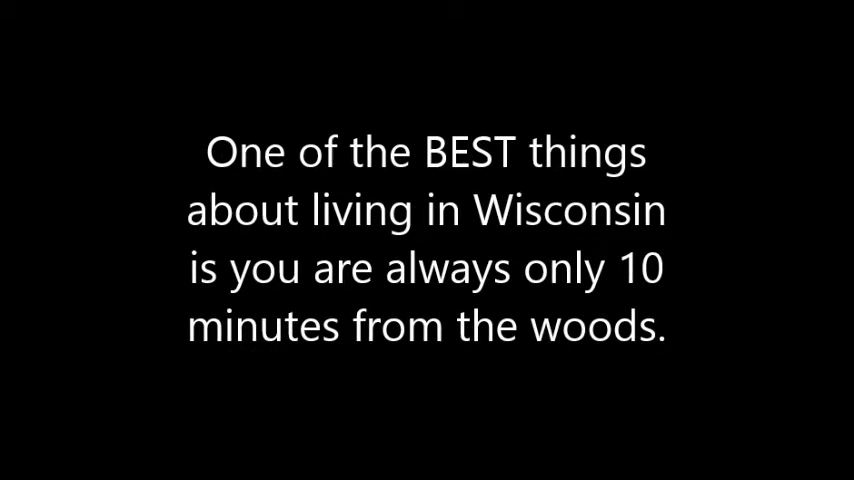 One of the BEST things
about living in Wisconsin
is you are always only 10
minutes from the woods.